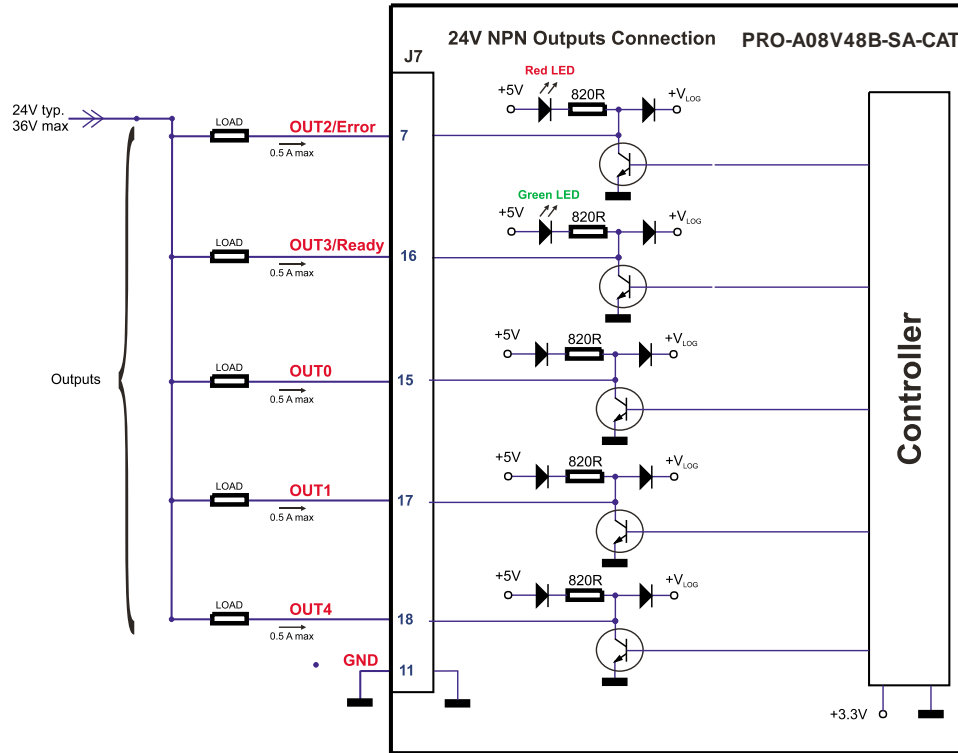 24V NPN Outputs Connection PRO-A08V48B-SA-CAT
J7
Red LED
+5V 820R +VLOG
24V typ.
36V max
LOAD OUT2/Error 7
0.5 A max
Green LED
+5V 820R +VLOG
LOAD OUT3/Ready 16
0.5 A max
+5V 820R +VLOG
Outputs
LOAD OUT0 15
0.5 A max
Controller
+5V 820R +VLOG
LOAD OUT1 17
0.5 A max
+5V 820R +VLOG
LOAD OUT4 18
0.5 A max
GND 11
+3.3V